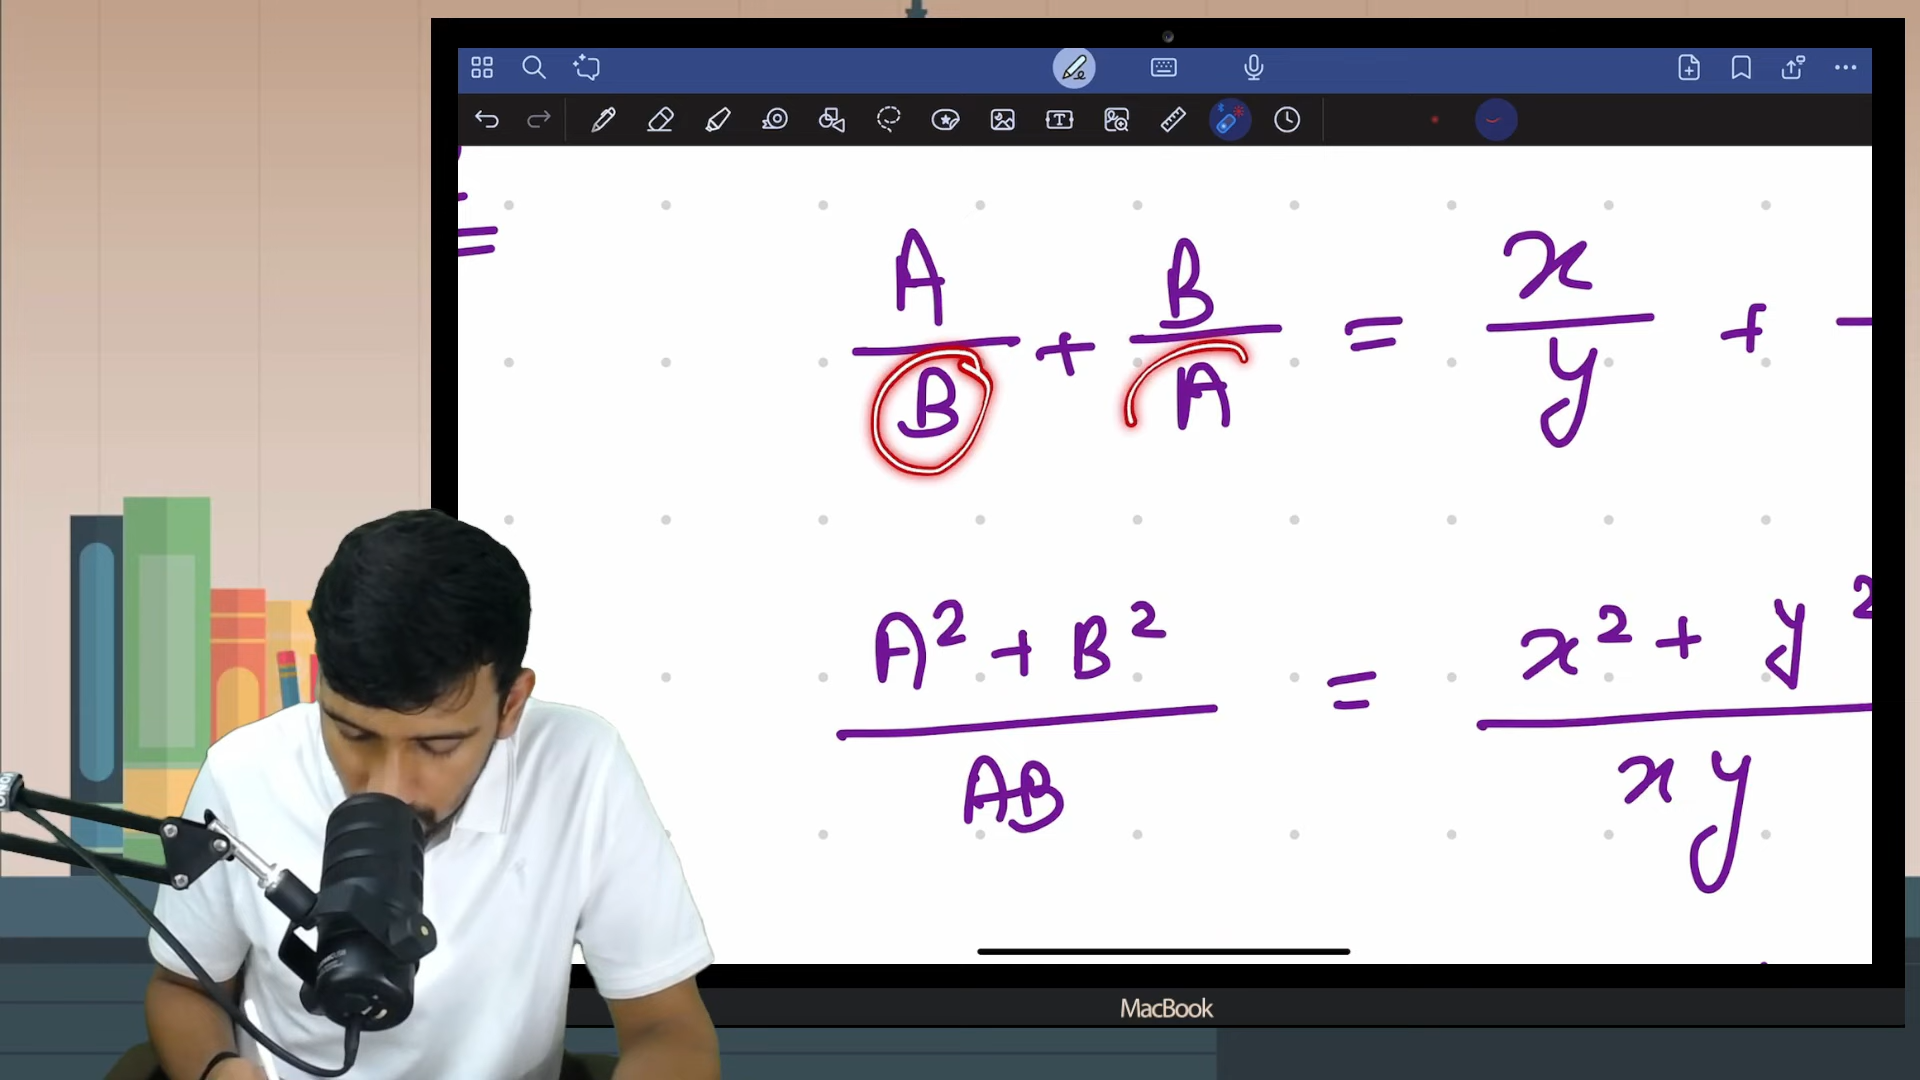 =
A/B + B/A = x/y +
A² + B² / AB = x² + y² / xy
MacBook